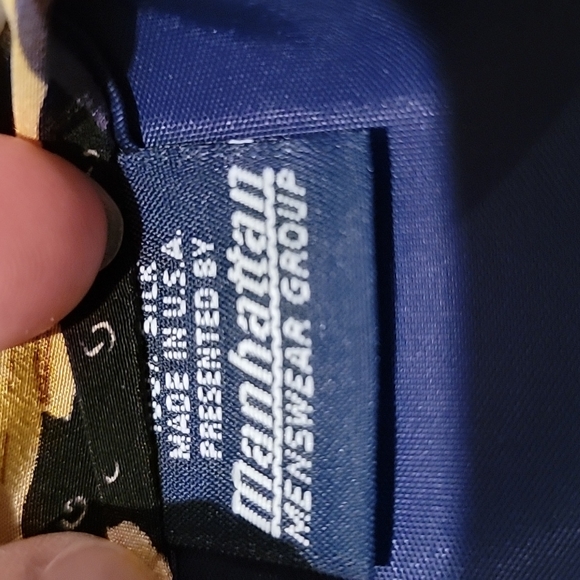 SILK
MADE IN U.S.A.
PRESENTED BY
Manhattan
MENSWEAR GROUP